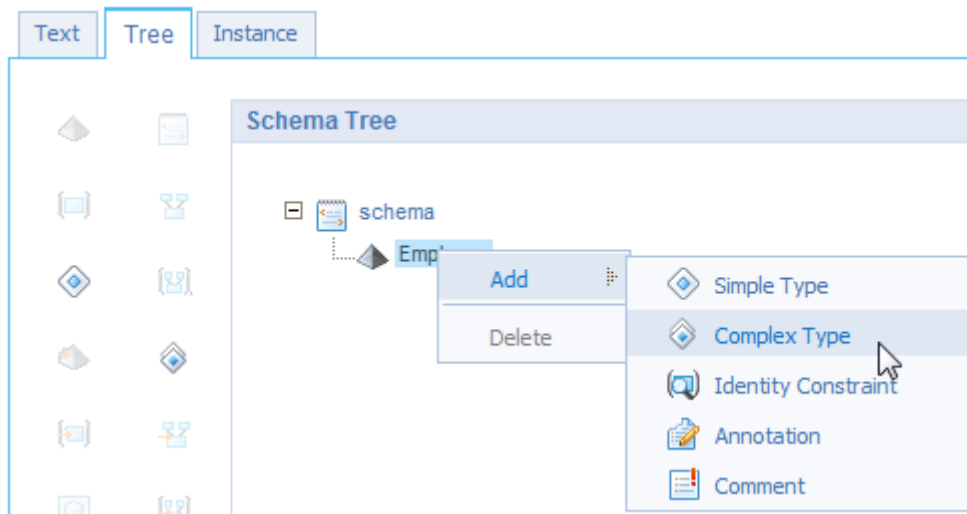 Text Tree Instance
Schema Tree
schema
Add
Delete
Simple Type
Complex Type
Identity Constraint
Annotation
Comment